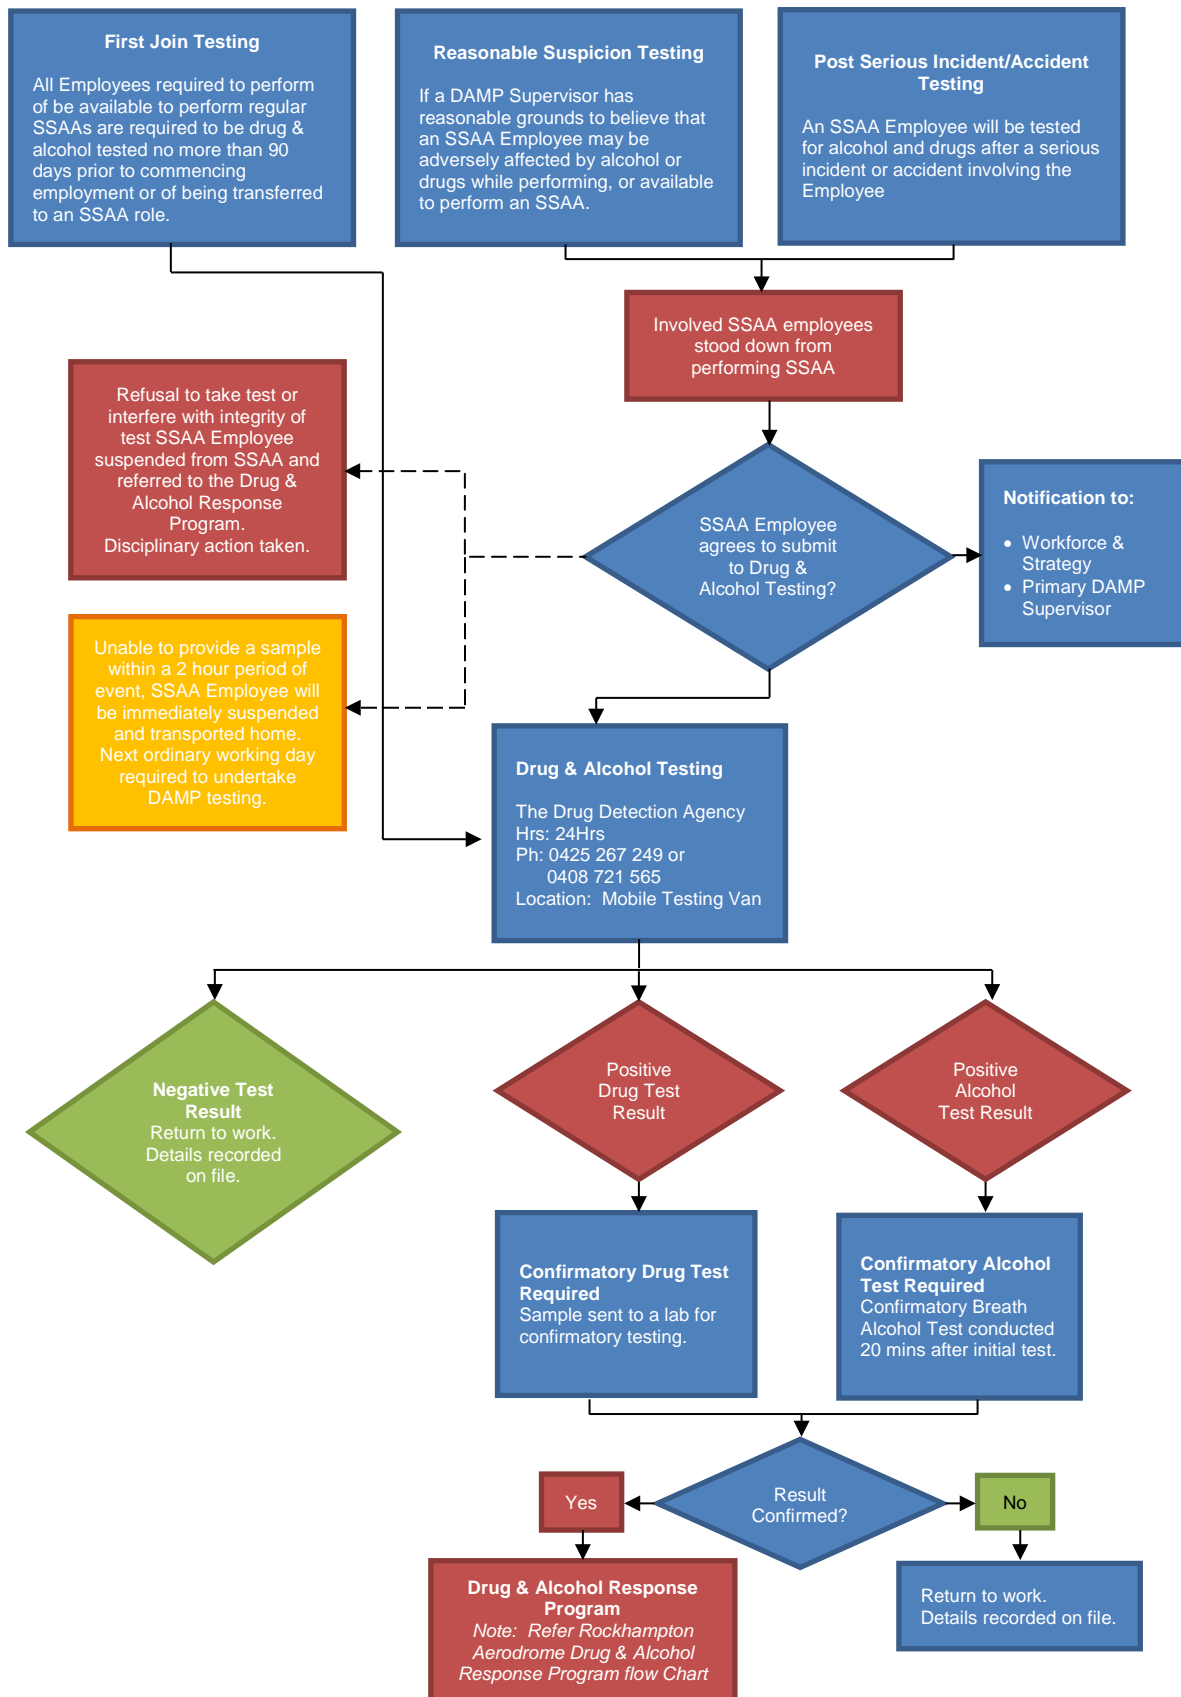 First Join Testing
All Employees required to perform
of be available to perform regular
SSAAs are required to be drug &
alcohol tested no more than 90
days prior to commencing
employment or of being transferred
to an SSAA role.
Reasonable Suspicion Testing
If a DAMP Supervisor has
reasonable grounds to believe that
an SSAA Employee may be
adversely affected by alcohol or
drugs while performing, or available
to perform an SSAA.
Post Serious Incident/Accident
Testing
An SSAA Employee will be tested
for alcohol and drugs after a serious
incident or accident involving the
Employee
Involved SSAA employees
stood down from
performing SSAA
Refusal to take test or
interfere with integrity of
test SSAA Employee
suspended from SSAA and
referred to the Drug &
Alcohol Response
Program.
Disciplinary action taken.
SSAA Employee
agrees to submit
to Drug &
Alcohol Testing?
Notification to:
• Workforce &
Strategy
• Primary DAMP
Supervisor
Unable to provide a sample
within a 2 hour period of
event, SSAA Employee will
be immediately suspended
and transported home.
Next ordinary working day
required to undertake
DAMP testing.
Drug & Alcohol Testing
The Drug Detection Agency
Hrs: 24Hrs
Ph: 0425 267 249 or
0408 721 565
Location: Mobile Testing Van
Negative Test
Result
Return to work.
Details recorded
on file.
Positive
Drug Test
Result
Positive
Alcohol
Test Result
Confirmatory Drug Test
Required
Sample sent to a lab for
confirmatory testing.
Confirmatory Alcohol
Test Required
Confirmatory Breath
Alcohol Test conducted
20 mins after initial test.
Result
Confirmed?
Yes
No
Drug & Alcohol Response
Program
Note: Refer Rockhampton
Aerodrome Drug & Alcohol
Response Program flow Chart
Return to work.
Details recorded on file.